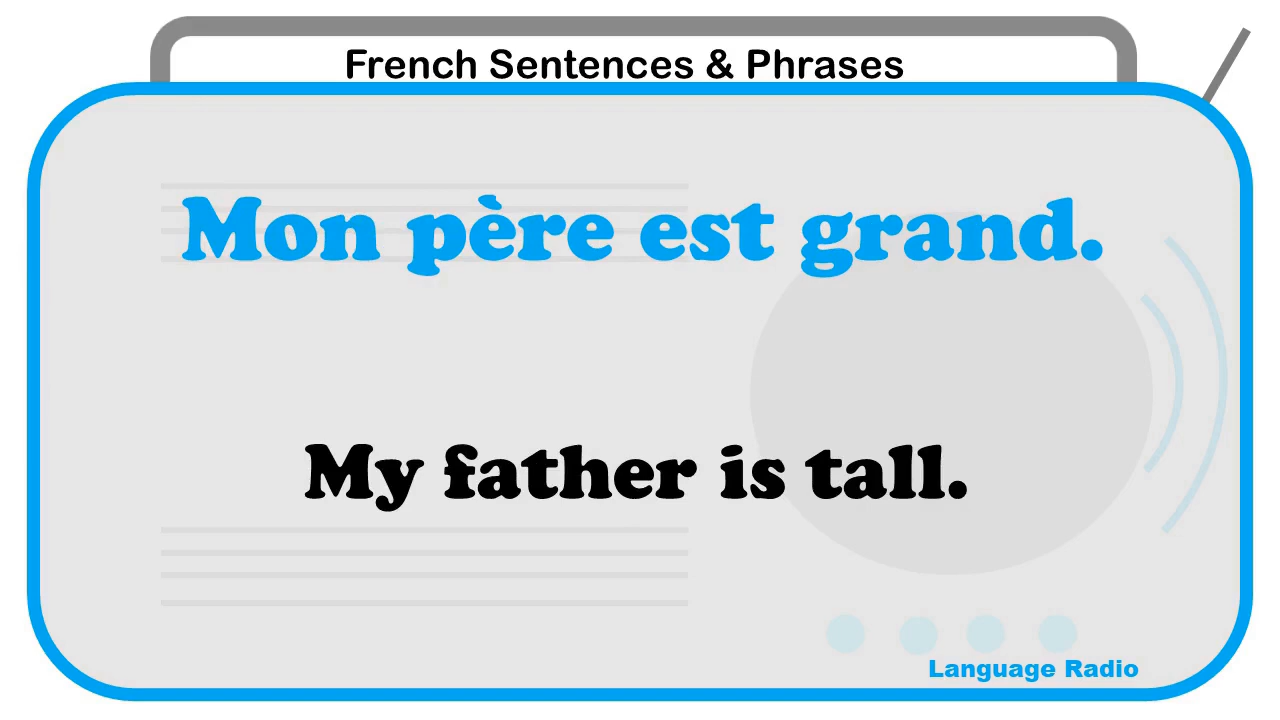 French Sentences & Phrases
Mon père est grand.
My father is tall.
Language Radio